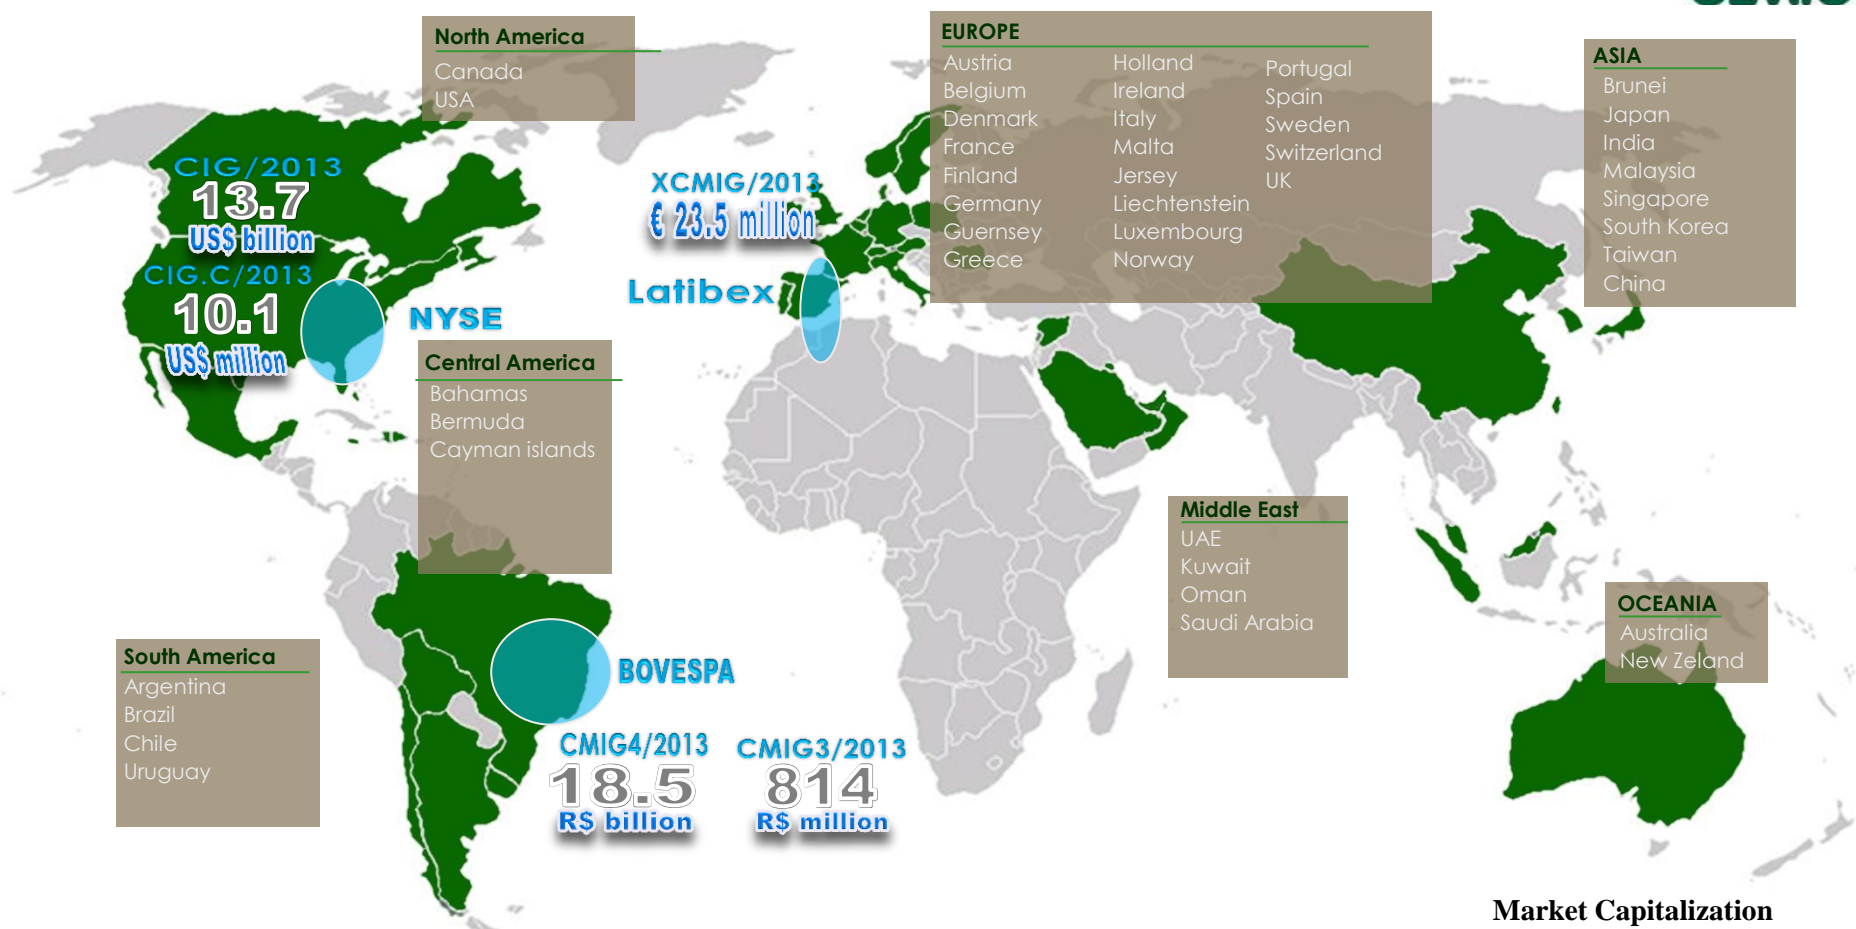 North America
Canada
USA
EUROPE
Austria
Belgium
Denmark
France
Finland
Germany
Guernsey
Greece
Holland
Ireland
Italy
Malta
Jersey
Liechtenstein
Luxembourg
Norway
Portugal
Spain
Sweden
Switzerland
UK
ASIA
Brunei
Japan
India
Malaysia
Singapore
South Korea
Taiwan
China
CIG/2013
13.7
US$ billion
CIG.C/2013
10.1
US$ million
NYSE
XCMIG/2013
€ 23.5 million
Latibex
Central America
Bahamas
Bermuda
Cayman islands
Middle East
UAE
Kuwait
Oman
Saudi Arabia
OCEANIA
Australia
New Zeland
South America
Argentina
Brazil
Chile
Uruguay
BOVESPA
CMIG4/2013
18.5
R$ billion
CMIG3/2013
814
R$ million
Market Capitalization